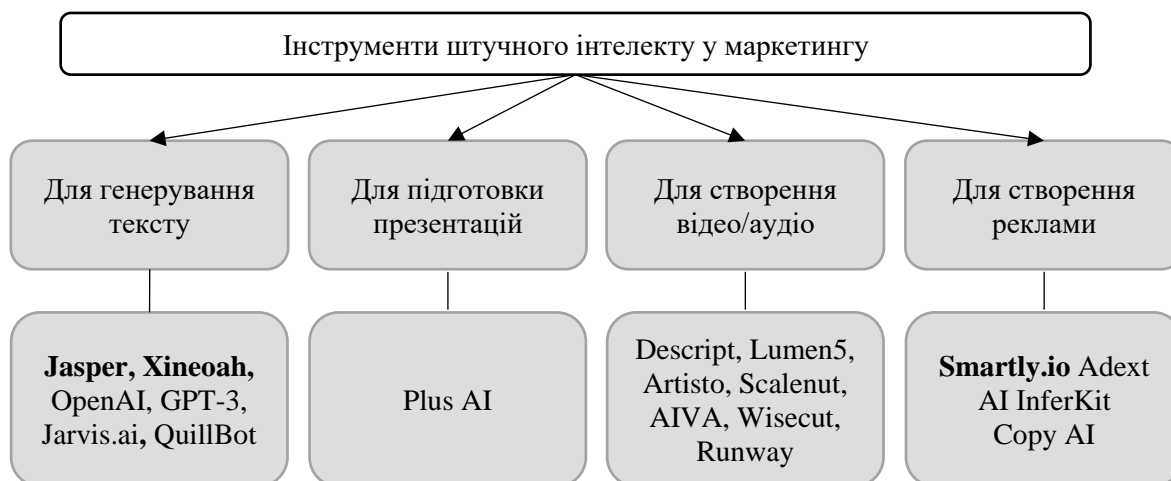 Інструменти штучного інтелекту у маркетингу
Для генерування
тексту
Для підготовки
презентацій
Для створення
відео/аудіо
Для створення
реклами
Jasper, Xineoah,
OpenAI, GPT-3,
Jarvis.ai, QuillBot
Plus AI
Descript, Lumen5,
Artisto, Scalenut,
AIVA, Wisecut,
Runway
Smartly.io Adext
AI InferKit
Copy AI